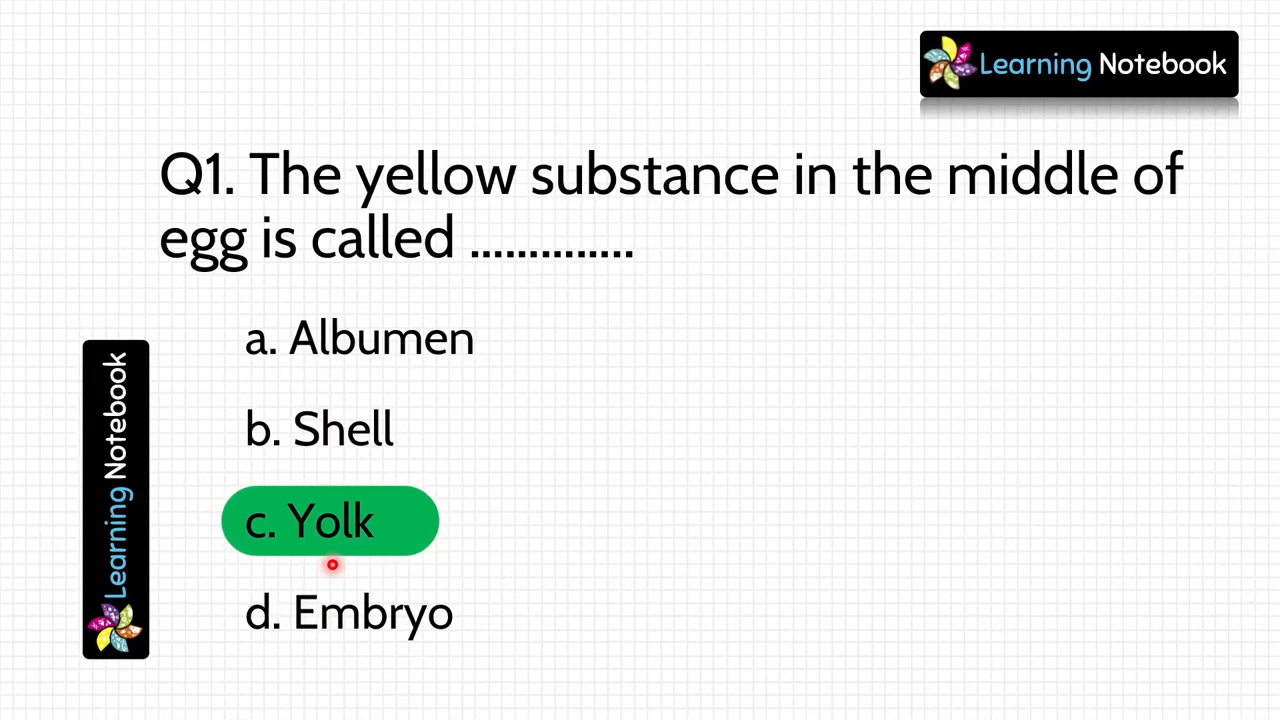 Learning Notebook
Q1. The yellow substance in the middle of
egg is called ..............
a. Albumen
b. Shell
c. Yolk
d. Embryo
Learning Notebook